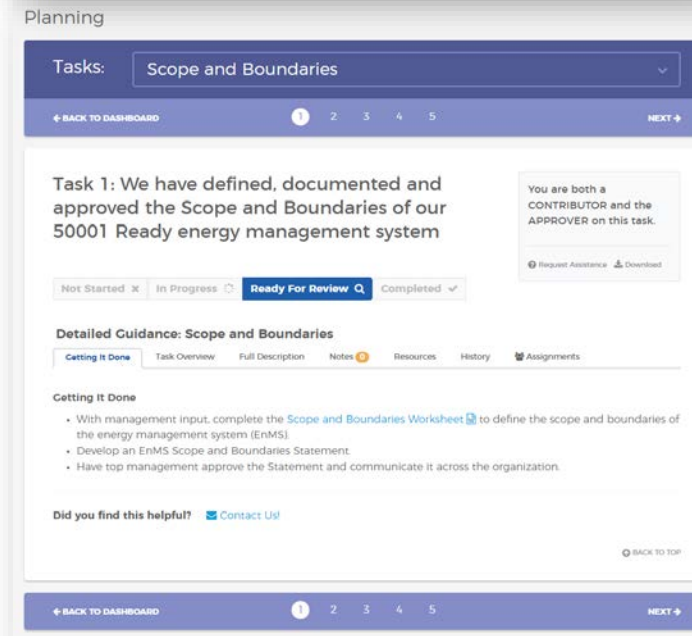 Planning
Tasks:
Scope and Boundaries
BACK TO DASHBOARD
1 2 3 4 5
NEXT
Task 1: We have defined, documented and
approved the Scope and Boundaries of our
50001 Ready energy management system
You are both a
CONTRIBUTOR and the
APPROVER on this task.
Request Assistance Download
Not Started In Progress Ready For Review Completed
Detailed Guidance: Scope and Boundaries
Getting It Done Task Overview Full Description Notes 0 Resources History Assignments
Getting It Done
• With management input, complete the Scope and Boundaries Worksheet to define the scope and boundaries of
the energy management system (EnMS).
• Develop an EnMS Scope and Boundaries Statement.
• Have top management approve the Statement and communicate it across the organization.
Did you find this helpful? Contact Us!
BACK TO TOP
BACK TO DASHBOARD
1 2 3 4 5
NEXT